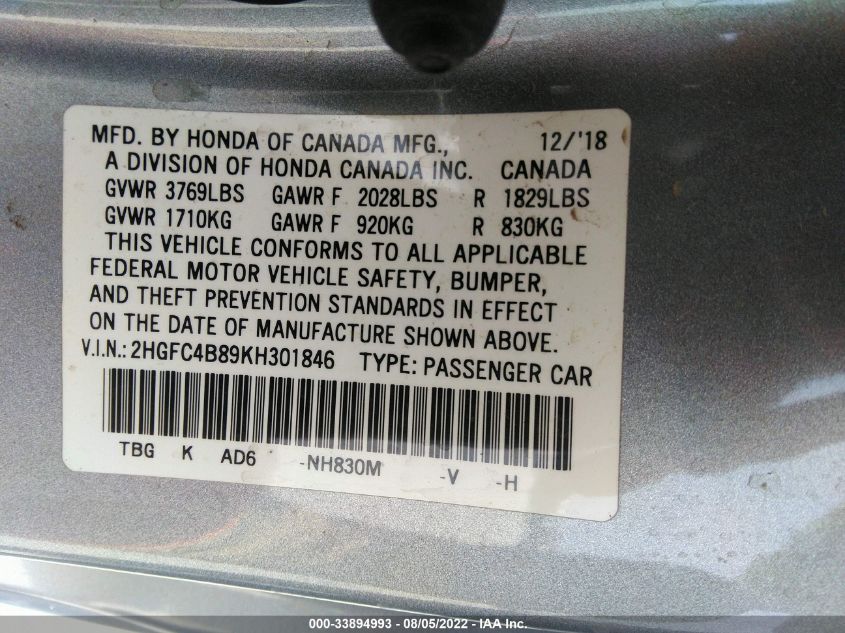 MFD. BY HONDA OF CANADA MFG., 12/'18
A DIVISION OF HONDA CANADA INC. CANADA
GVWR 3769LBS GAWR F 2028LBS R 1829LBS
GVWR 1710KG GAWR F 920KG R 830KG
THIS VEHICLE CONFORMS TO ALL APPLICABLE
FEDERAL MOTOR VEHICLE SAFETY, BUMPER,
AND THEFT PREVENTION STANDARDS IN EFFECT
ON THE DATE OF MANUFACTURE SHOWN ABOVE.
V.I.N.: 2HGFC4B89KH301846 TYPE: PASSENGER CAR
TBG K AD6 -NH830M -V -H
000-33894993 - 08/05/2022 - IAA Inc.